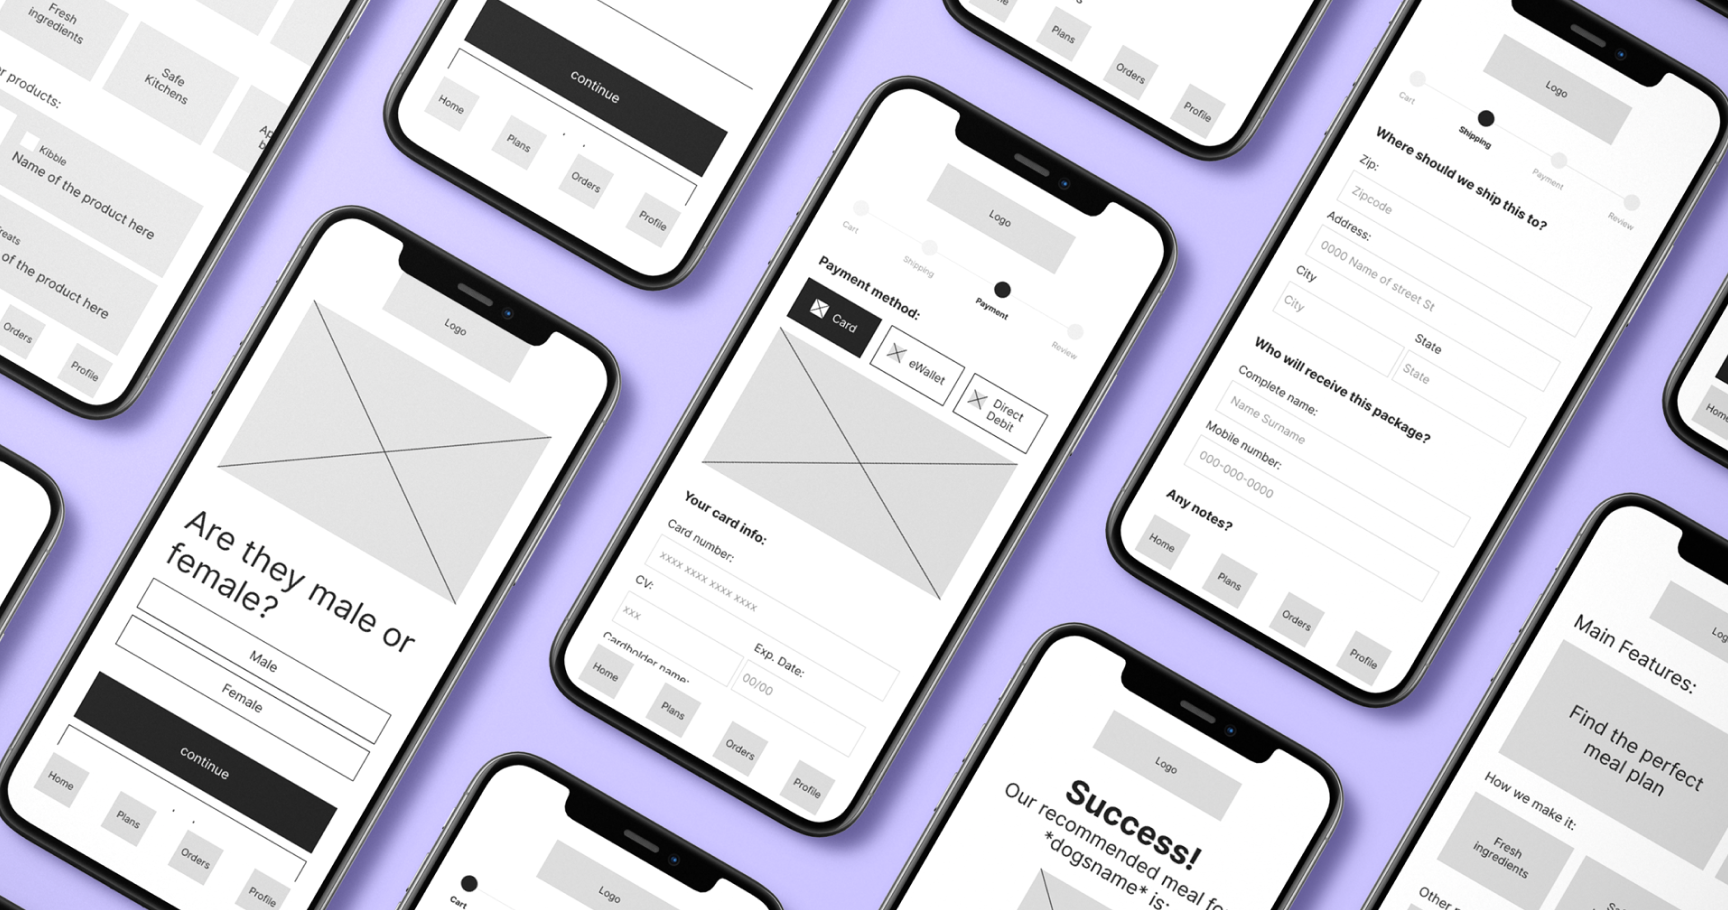 Fresh
ingredients
Safe
Kitchens
products:
Kibble
Name of the product here
of the product here
Orders
Profile
continue
Home
Plans
Orders
Profile
Logo
Are they male or
female?
Male
Female
continue
Home
Plans
Orders
Profile
Logo
Cart
Shipping
Payment
Review
Payment method:
Card
eWallet
Direct
Debit
Your card info:
Card number:
xxxx xxxx xxxx xxxx
CV:
xxx
Exp. Date:
00/00
Cardholder name:
Home
Plans
Orders
Profile
Plans
Orders
Profile
Logo
Cart
Shipping
Payment
Review
Where should we ship this to?
Zip:
Zipcode
Address:
0000 Name of street St
City
City
State
State
Who will receive this package?
Complete name:
Name Surname
Mobile number:
000-000-0000
Any notes?
Home
Plans
Orders
Profile
Logo
Cart
Logo
Success!
Our recommended meal
*dogsname* is:
Main Features:
Find the perfect
meal plan
How we make it:
Fresh
ingredients
Other